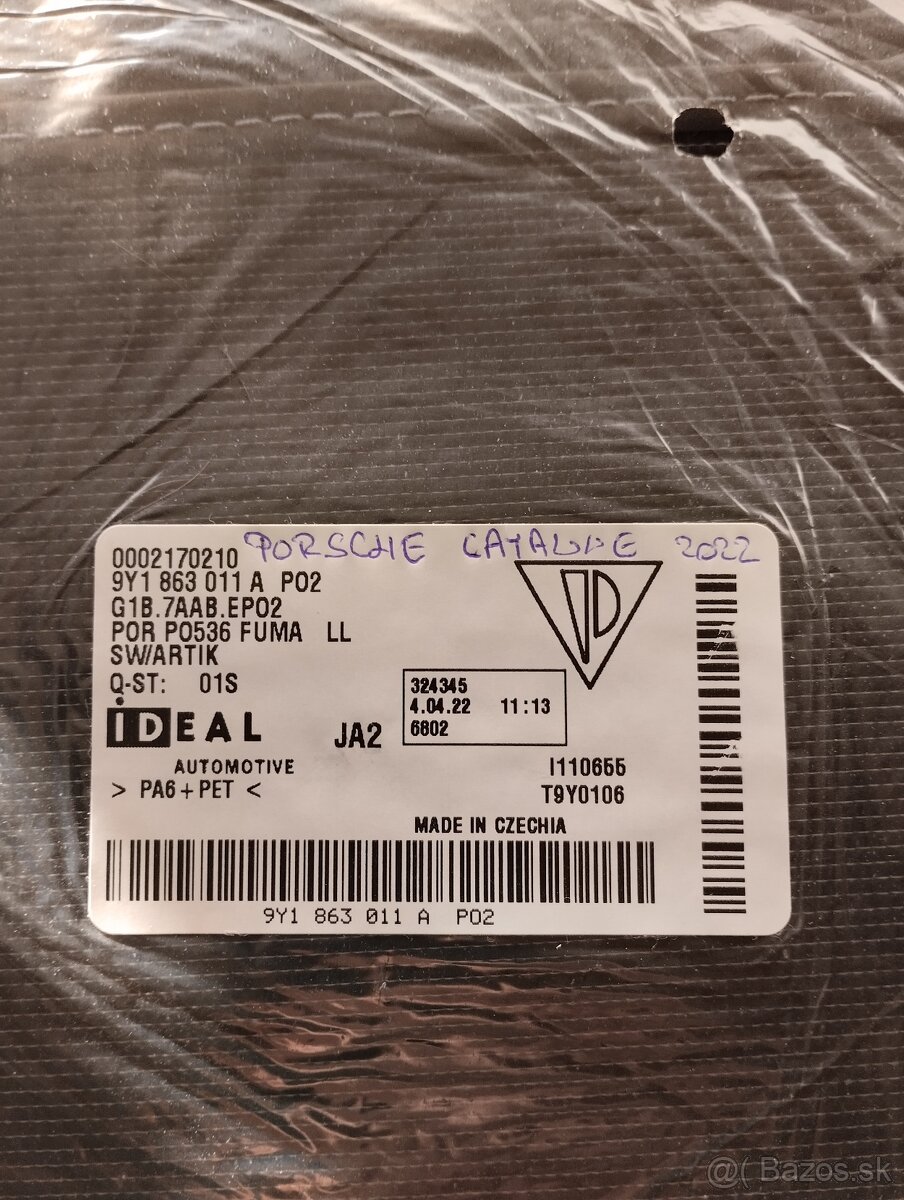 PORSCHE CAYADNE 2022
0002170210
9Y1 863 011 A PO2
G1B.7AAB.EPO2
POR PO536 FUMA LL
SW/ARTIK
Q-ST: 01S
324345
4.04.22 11:13
6802
IDEAL
AUTOMOTIVE
JA2
> PA6+PET <
I110655
T9Y0106
MADE IN CZECHIA
9Y1 863 011 A PO2
@( Bazos.sk